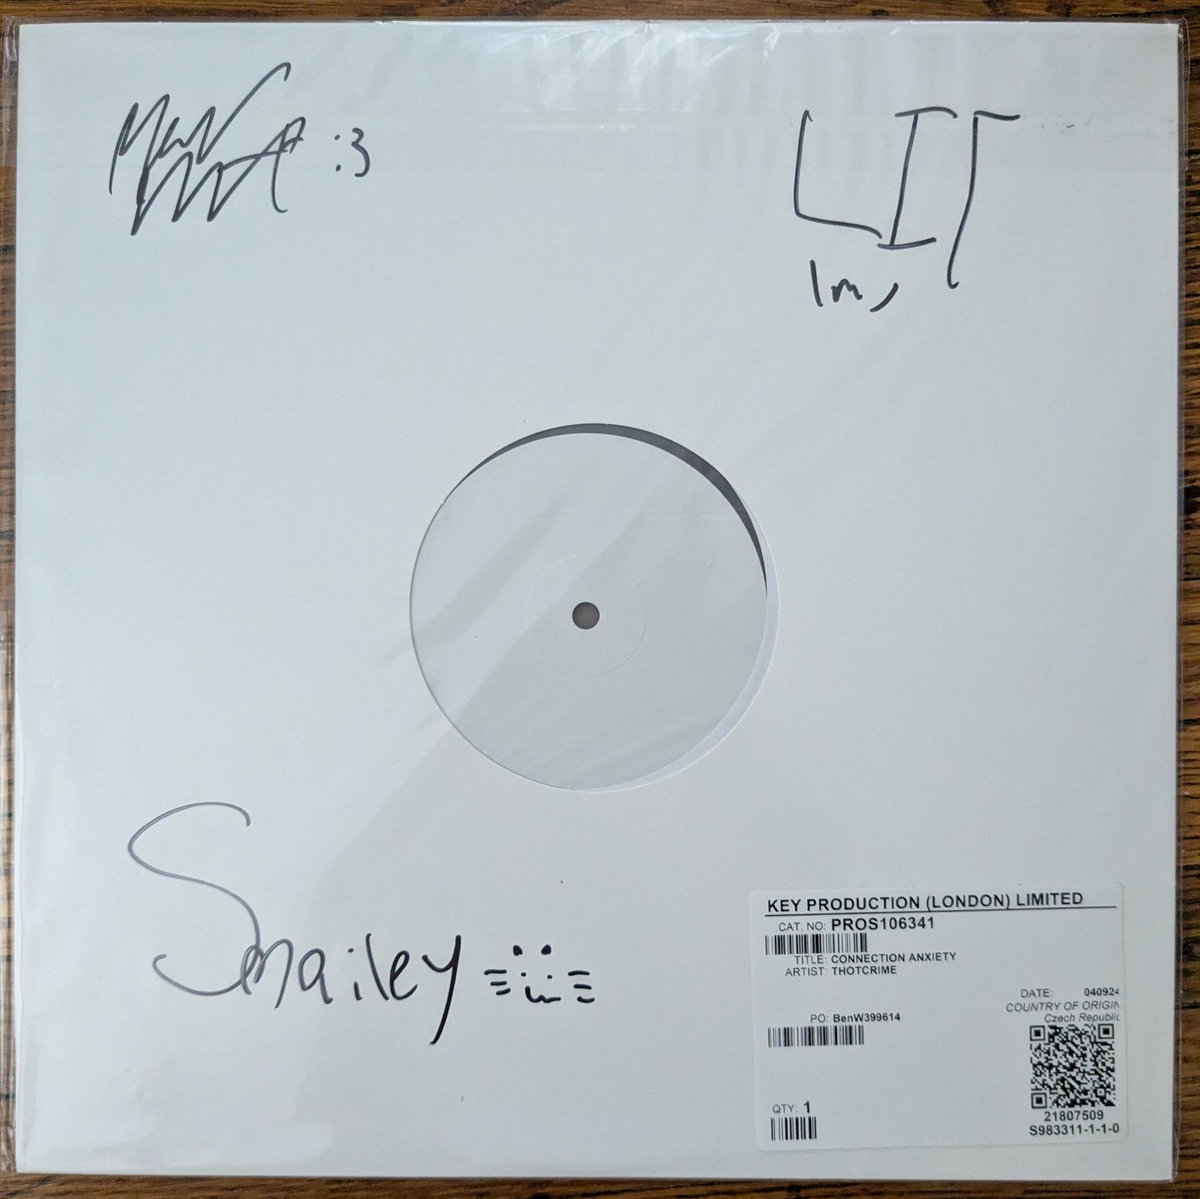 :3
LIT
Smailey
KEY PRODUCTION (LONDON) LIMITED
CAT. NO: PROS106341
TITLE: CONNECTION ANXIETY
ARTIST: THOTCRIME
DATE: 040924
COUNTRY OF ORIGIN
Czech Republic
PO: BenW399614
QTY: 1
21807509
S983311-1-1-0